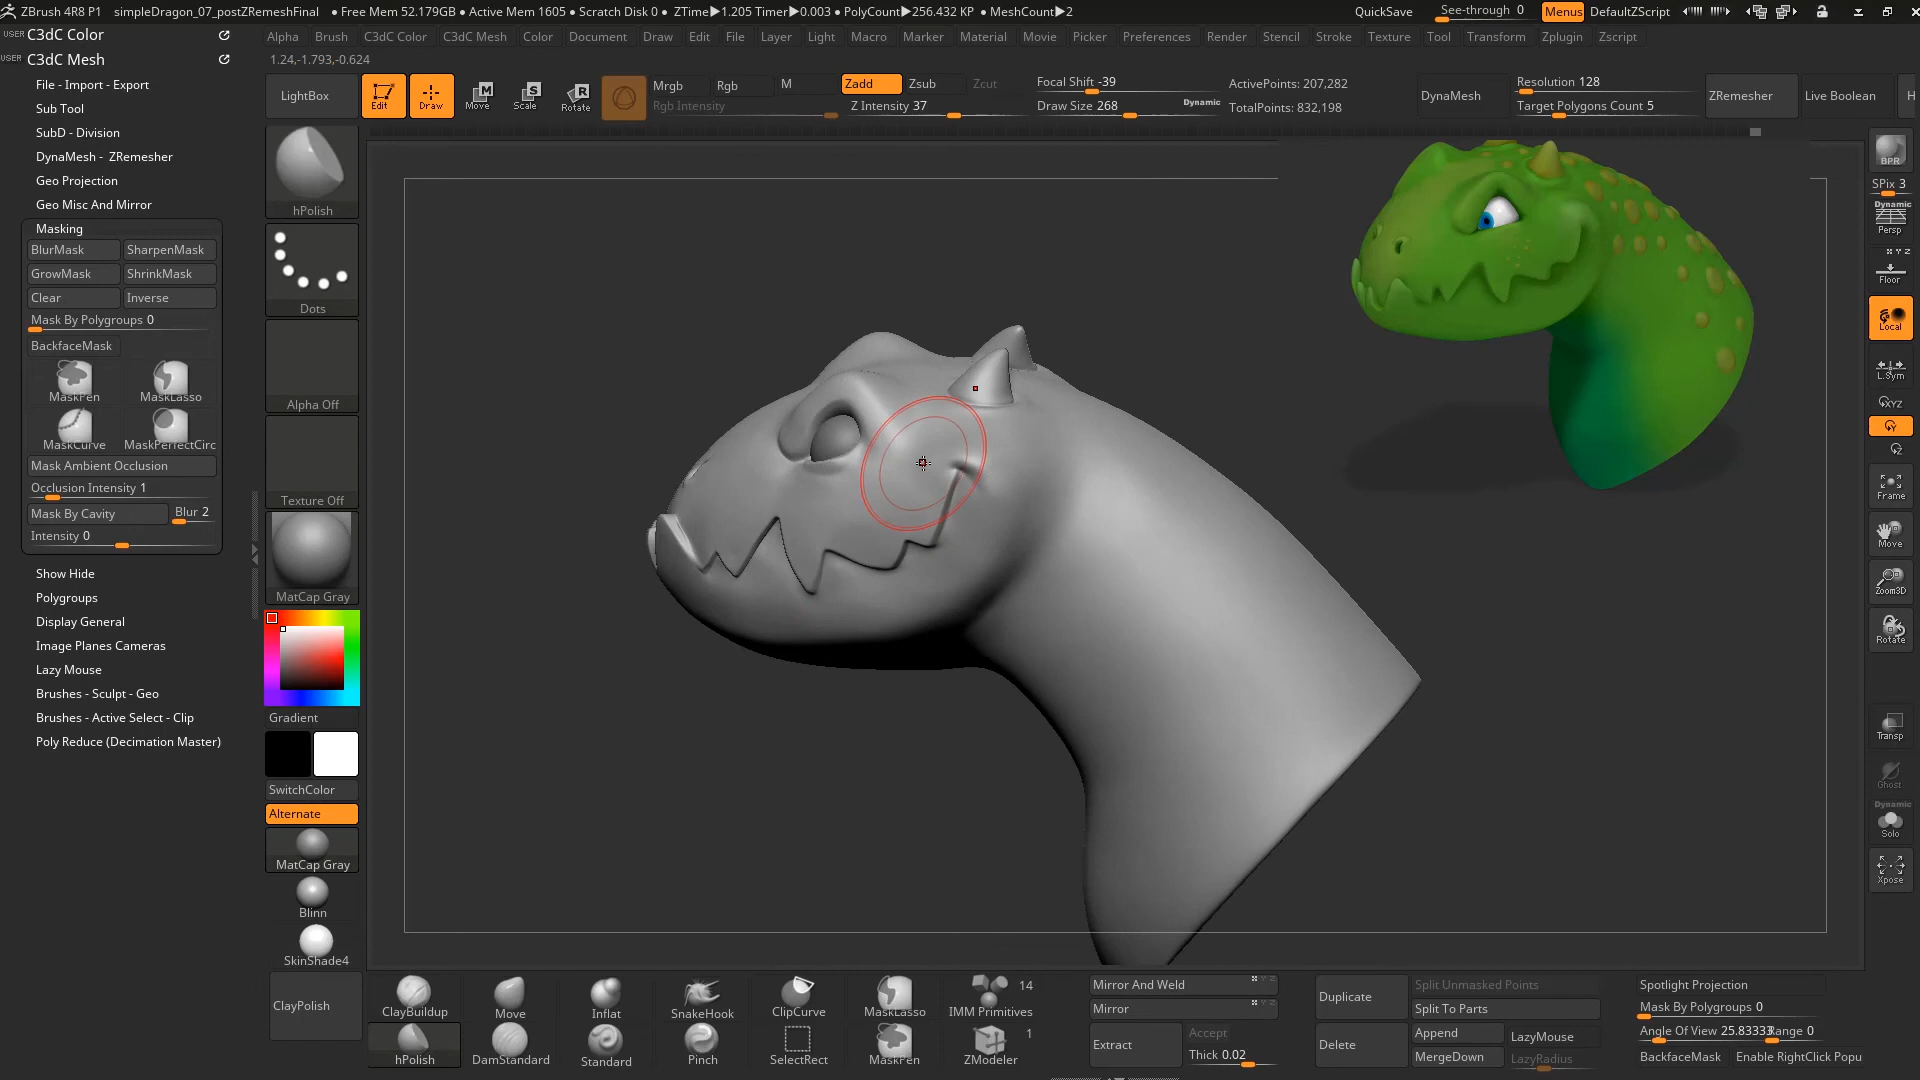 ZBrush 4R8 P1 simpleDragon_07_postZRemeshFinal • Free Mem 52.179GB • Active Mem 1605 • Scratch Disk 0 • ZTime▶1.205 Timer▶0.003 • PolyCount▶256.432 KP • MeshCount▶2 QuickSave See-through 0 Menus DefaultZScript
USER C3dC Color
USER C3dC Mesh
Alpha Brush C3dC Color C3dC Mesh Color Document Draw Edit File Layer Light Macro Marker Material Movie Picker Preferences Render Stencil Stroke Texture Tool Transform Zplugin Zscript
1.24,-1.793,-0.624
LightBox
Edit
Draw
Move
Scale
Rotate
Mrgb Rgb M Zadd Zsub Zcut
Rgb Intensity
Z Intensity 37
Focal Shift -39
Draw Size 268 Dynamic
ActivePoints: 207,282
TotalPoints: 832,198
DynaMesh
Resolution 128
Target Polygons Count 5
ZRemesher
Live Boolean
H
File - Import - Export
Sub Tool
SubD - Division
DynaMesh - ZRemesher
Geo Projection
Geo Misc And Mirror
Masking
BlurMask SharpenMask
GrowMask ShrinkMask
Clear Inverse
Mask By Polygroups 0
BackfaceMask
MaskPen MaskLasso
MaskCurve MaskPerfectCirc
Mask Ambient Occlusion
Occlusion Intensity 1
Mask By Cavity Blur 2
Intensity 0
Show Hide
Polygroups
Display General
Image Planes Cameras
Lazy Mouse
Brushes - Sculpt - Geo
Brushes - Active Select - Clip
Poly Reduce (Decimation Master)
hPolish
Dots
Alpha Off
Texture Off
MatCap Gray
Gradient
SwitchColor
Alternate
MatCap Gray
Blinn
SkinShade4
ClayPolish
BPR
SPix 3
Dynamic
Persp
X Y Z
Floor
Local
L.Sym
XYZ
Y
Z
Frame
Move
Zoom3D
Rotate
Transp
Ghost
Dynamic
Solo
Xpose
ClayBuildup Move Inflat SnakeHook ClipCurve MaskLasso IMM Primitives 14
hPolish DamStandard Standard Pinch SelectRect MaskPen ZModeler 1
Mirror And Weld
Mirror
Extract
Accept
Thick 0.02
Duplicate
Delete
Split Unmasked Points
Split To Parts
Append
MergeDown
LazyMouse
LazyRadius
Spotlight Projection
Mask By Polygroups 0
Angle Of View 25.83333 Range 0
BackfaceMask
Enable RightClick Popu